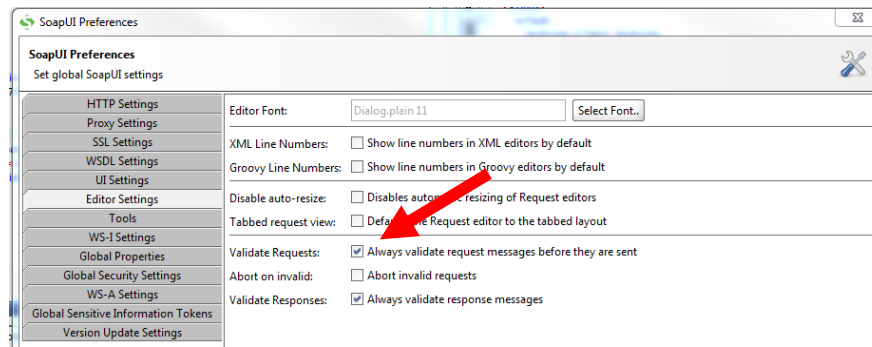 SoapUI Preferences
SoapUI Preferences
Set global SoapUI settings
HTTP Settings
Proxy Settings
SSL Settings
WSDL Settings
UI Settings
Editor Settings
Tools
WS-I Settings
Global Properties
Global Security Settings
WS-A Settings
Global Sensitive Information Tokens
Version Update Settings
Editor Font: Dialog.plain 11 Select Font..
XML Line Numbers: Show line numbers in XML editors by default
Groovy Line Numbers: Show line numbers in Groovy editors by default
Disable auto-resize: Disables resizing of Request editors
Tabbed request view: Request editor to the tabbed layout
Validate Requests: Always validate request messages before they are sent
Abort on invalid: Abort invalid requests
Validate Responses: Always validate response messages